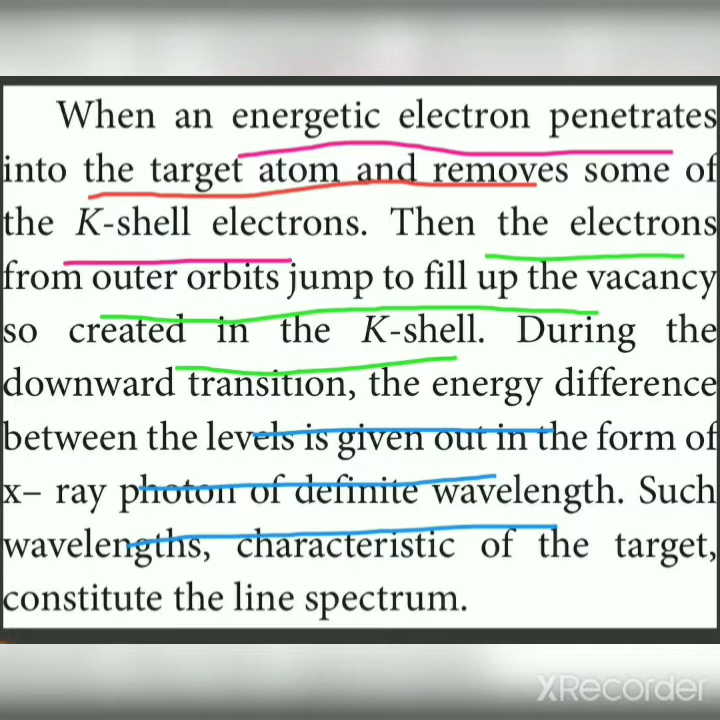 When an energetic electron penetrates
into the target atom and removes some of
the K-shell electrons. Then the electrons
from outer orbits jump to fill up the vacancy
so created in the K-shell. During the
downward transition, the energy difference
between the levels is given out in the form of
x– ray photon of definite wavelength. Such
wavelengths, characteristic of the target,
constitute the line spectrum.
XRecorder